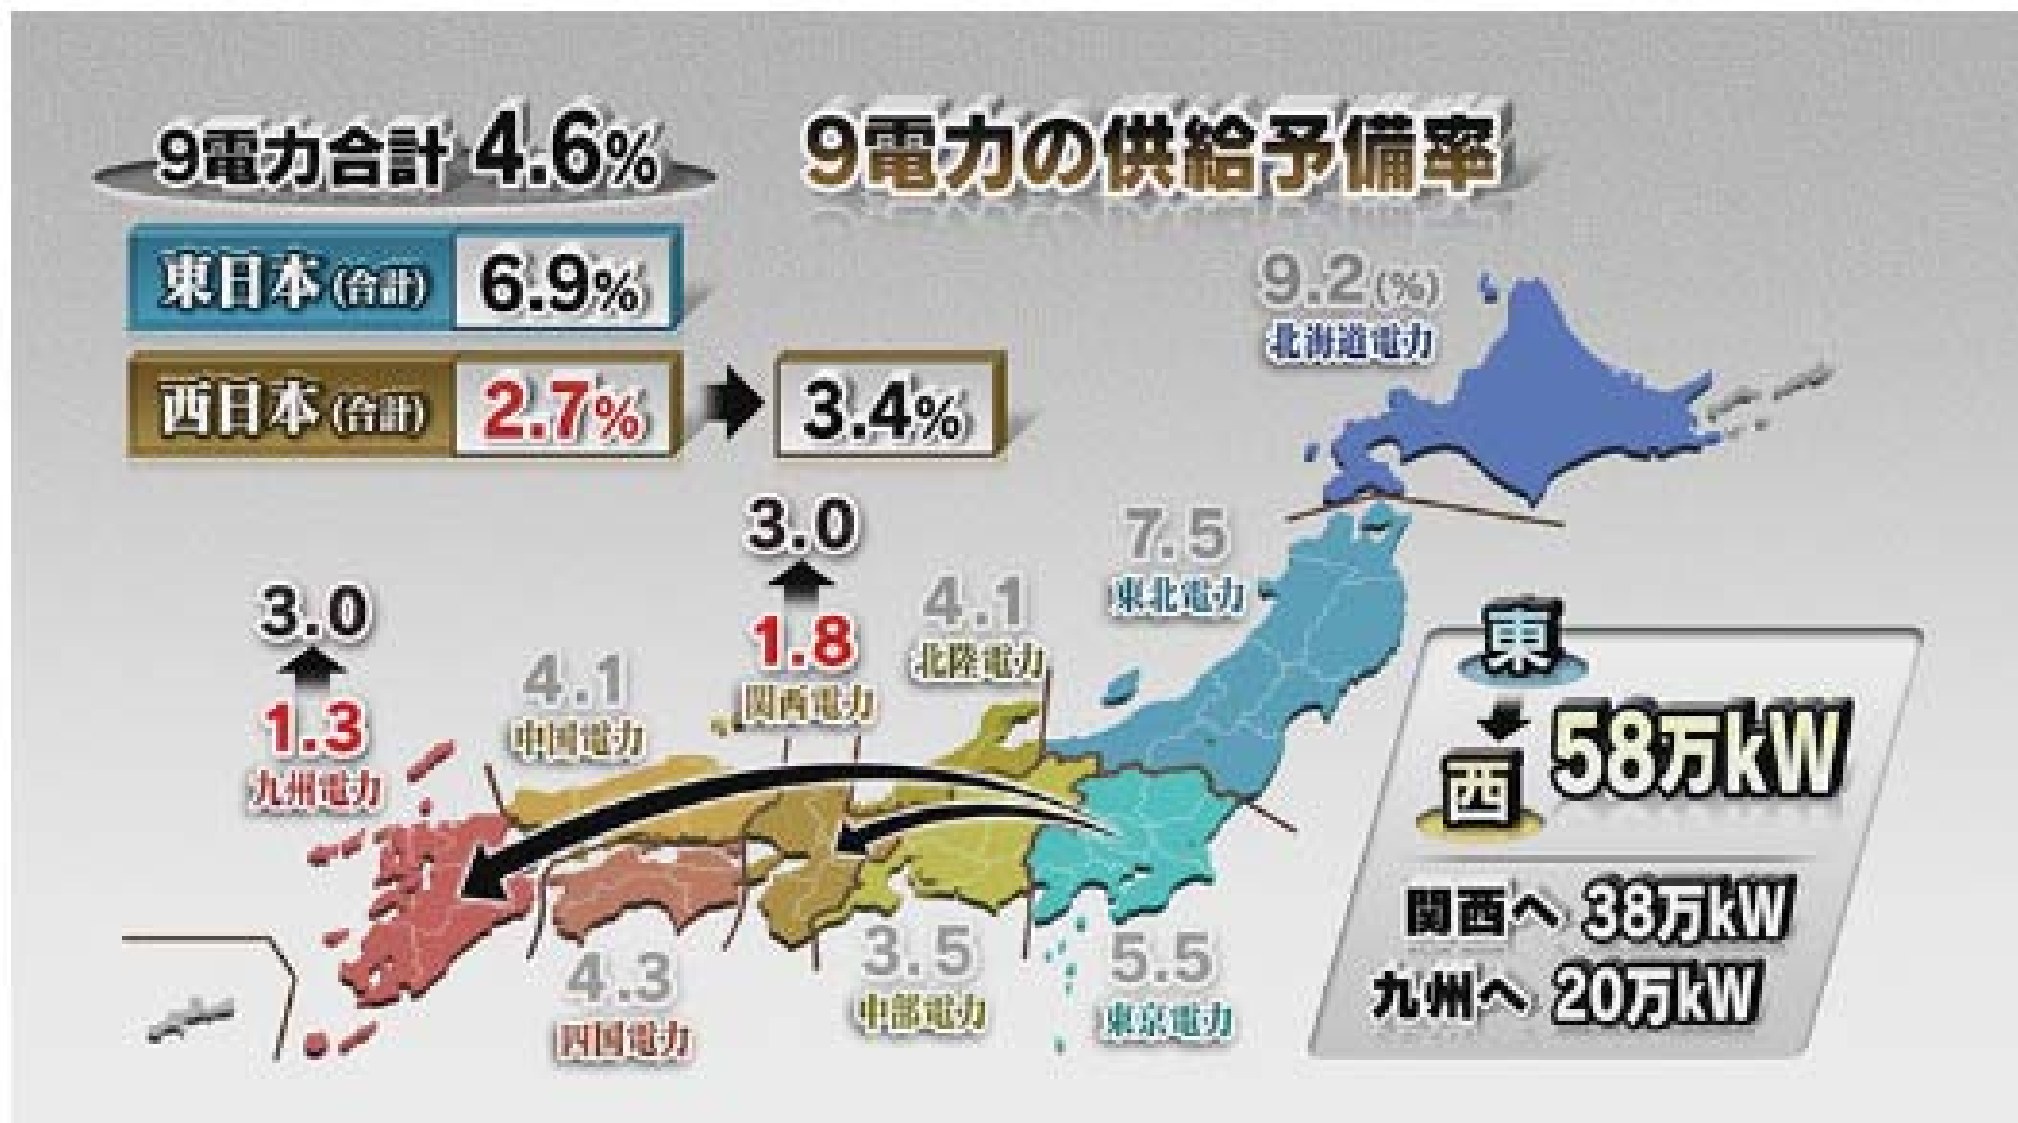 9電力合計 4.6%
9電力の供給予備率
東日本(合計) 6.9%
西日本(合計) 2.7% 3.4%
9.2(%)
北海道電力
7.5
東北電力
4.1
北陸電力
3.0
1.8
関西電力
4.1
中国電力
3.0
1.3
九州電力
4.3
四国電力
3.5
中部電力
5.5
東京電力
東
西 58万kW
関西へ 38万kW
九州へ 20万kW